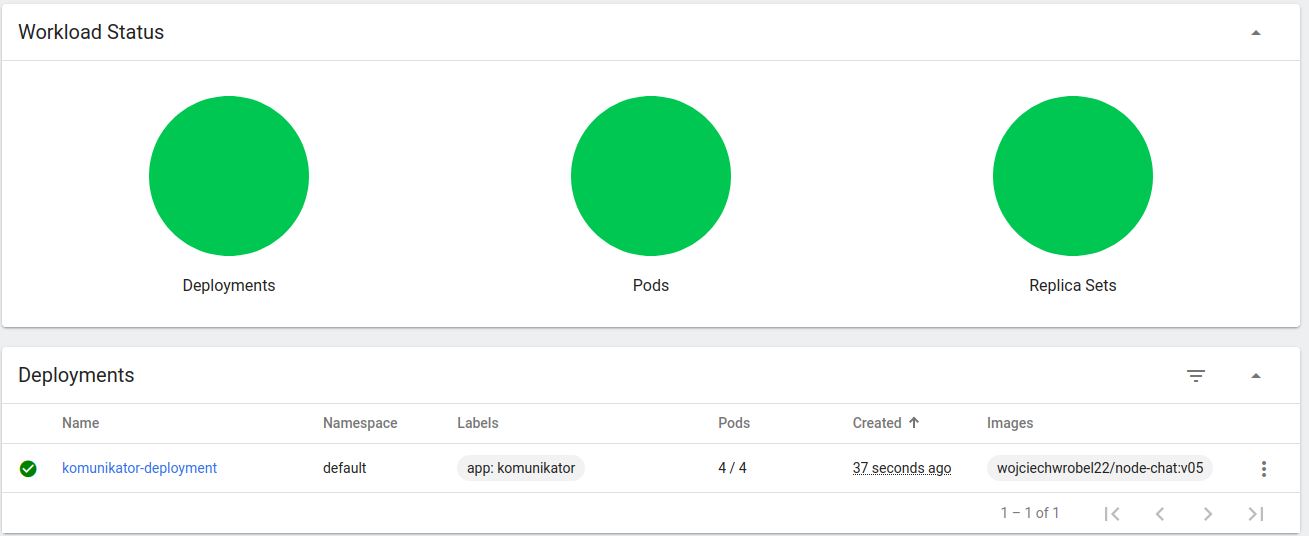 Workload Status
Deployments Pods Replica Sets
Deployments
Name Namespace Labels Pods Created Images
komunikator-deployment default app: komunikator 4 / 4 37 seconds ago wojciechwrobel22/node-chat:v05
1 – 1 of 1